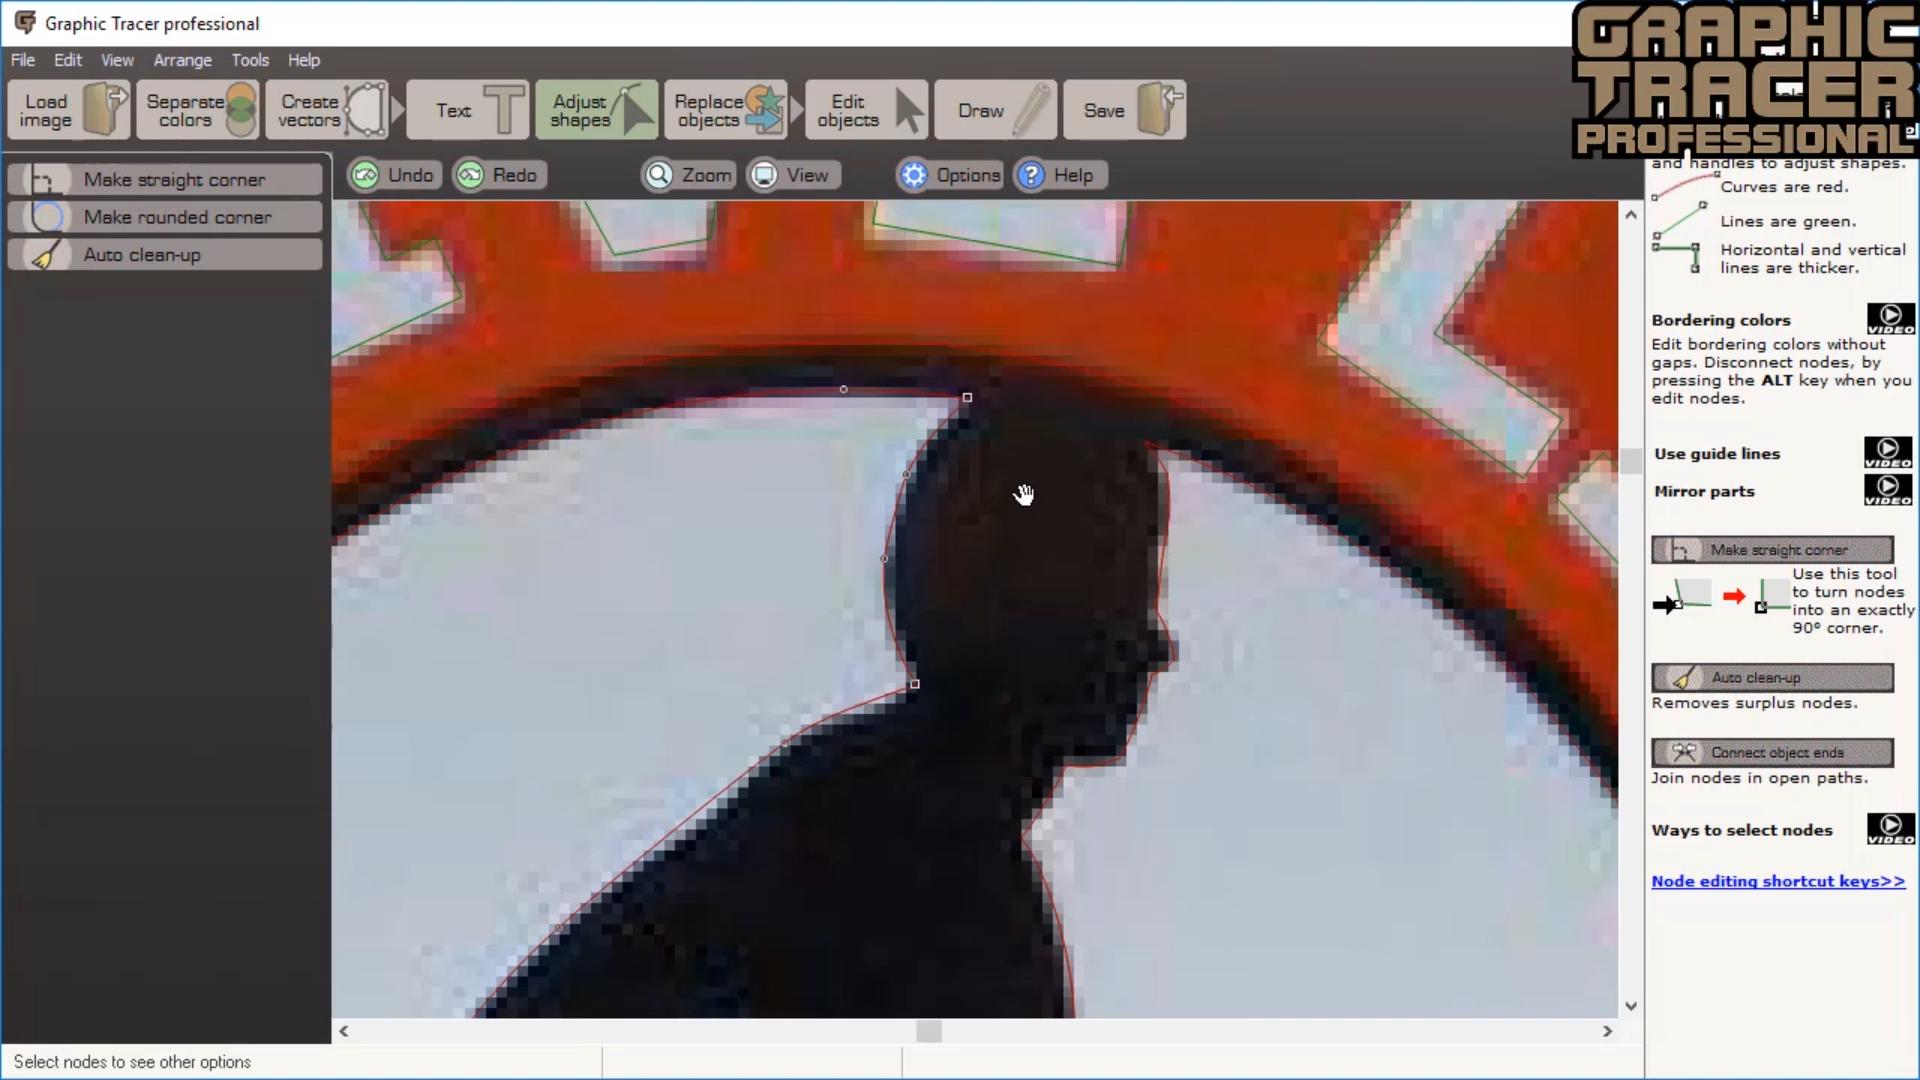 Graphic Tracer professional
GRAPHIC
TRACER
PROFESSIONAL
File Edit View Arrange Tools Help
Load image
Separate colors
Create vectors
Text
Adjust shapes
Replace objects
Edit objects
Draw
Save
Make straight corner
Make rounded corner
Auto clean-up
Undo
Redo
Zoom
View
Options
? Help
and handles to adjust shapes.
Curves are red.
Lines are green.
Horizontal and vertical
lines are thicker.
Bordering colors
VIDEO
Edit bordering colors without
gaps. Disconnect nodes, by
pressing the ALT key when you
edit nodes.
Use guide lines
VIDEO
Mirror parts
VIDEO
Make straight corner
Use this tool
to turn nodes
into an exactly
90° corner.
Auto clean-up
Removes surplus nodes.
Connect object ends
Join nodes in open paths.
Ways to select nodes
VIDEO
Node editing shortcut keys>>
Select nodes to see other options